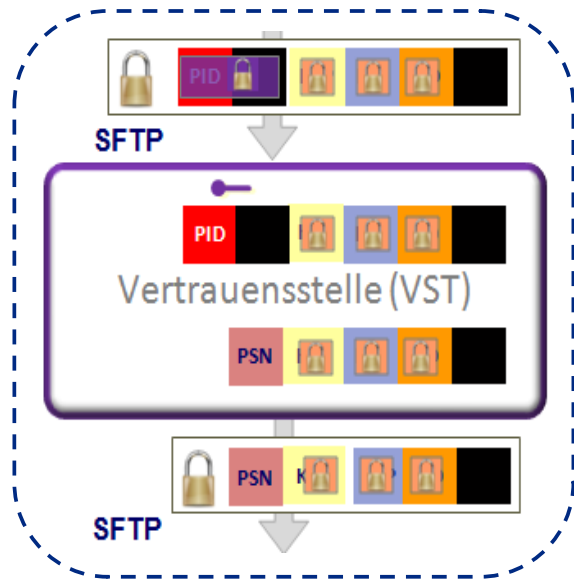 PID
SFTP
PID
Vertrauensstelle (VST)
PSN
PSN K
SFTP